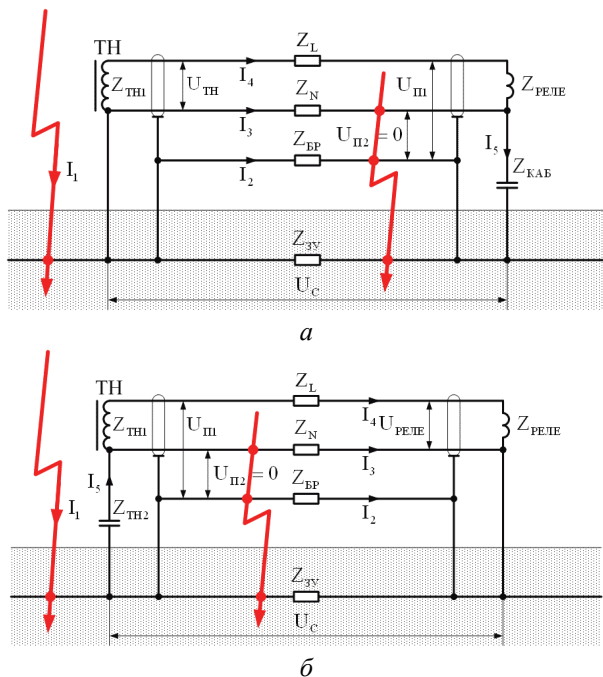 ТН
Z_L
Z_ТН1
U_ТН
I_4
U_П1
Z_РЕЛЕ
Z_N
I_3
U_П2 = 0
Z_БР
I_5
Z_КАБ
I_2
I_1
Z_ЗУ
U_С
а
ТН
Z_L
Z_ТН1
U_П1
I_4
U_РЕЛЕ
Z_РЕЛЕ
Z_N
I_3
I_5
U_П2 = 0
Z_БР
Z_ТН2
I_2
I_1
Z_ЗУ
U_С
б